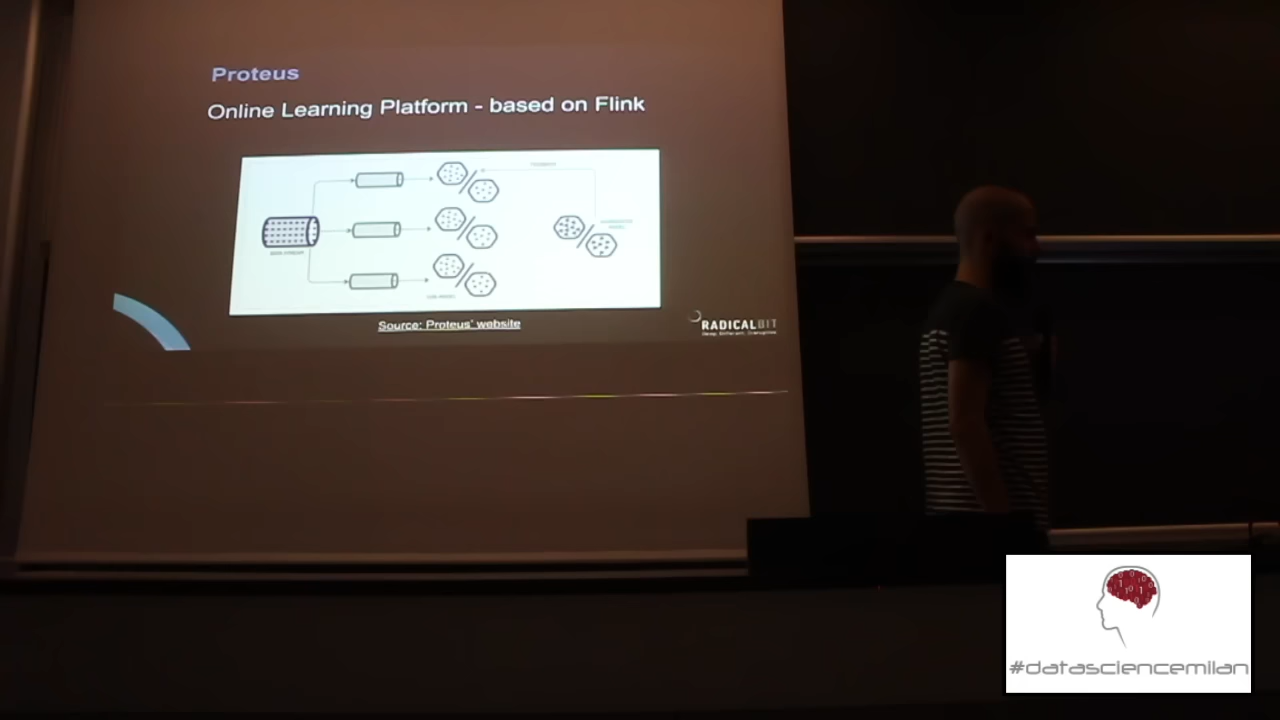 Proteus
Online Learning Platform - based on Flink
Source: Proteus' website
RADICALBIT
#datasciencemilan